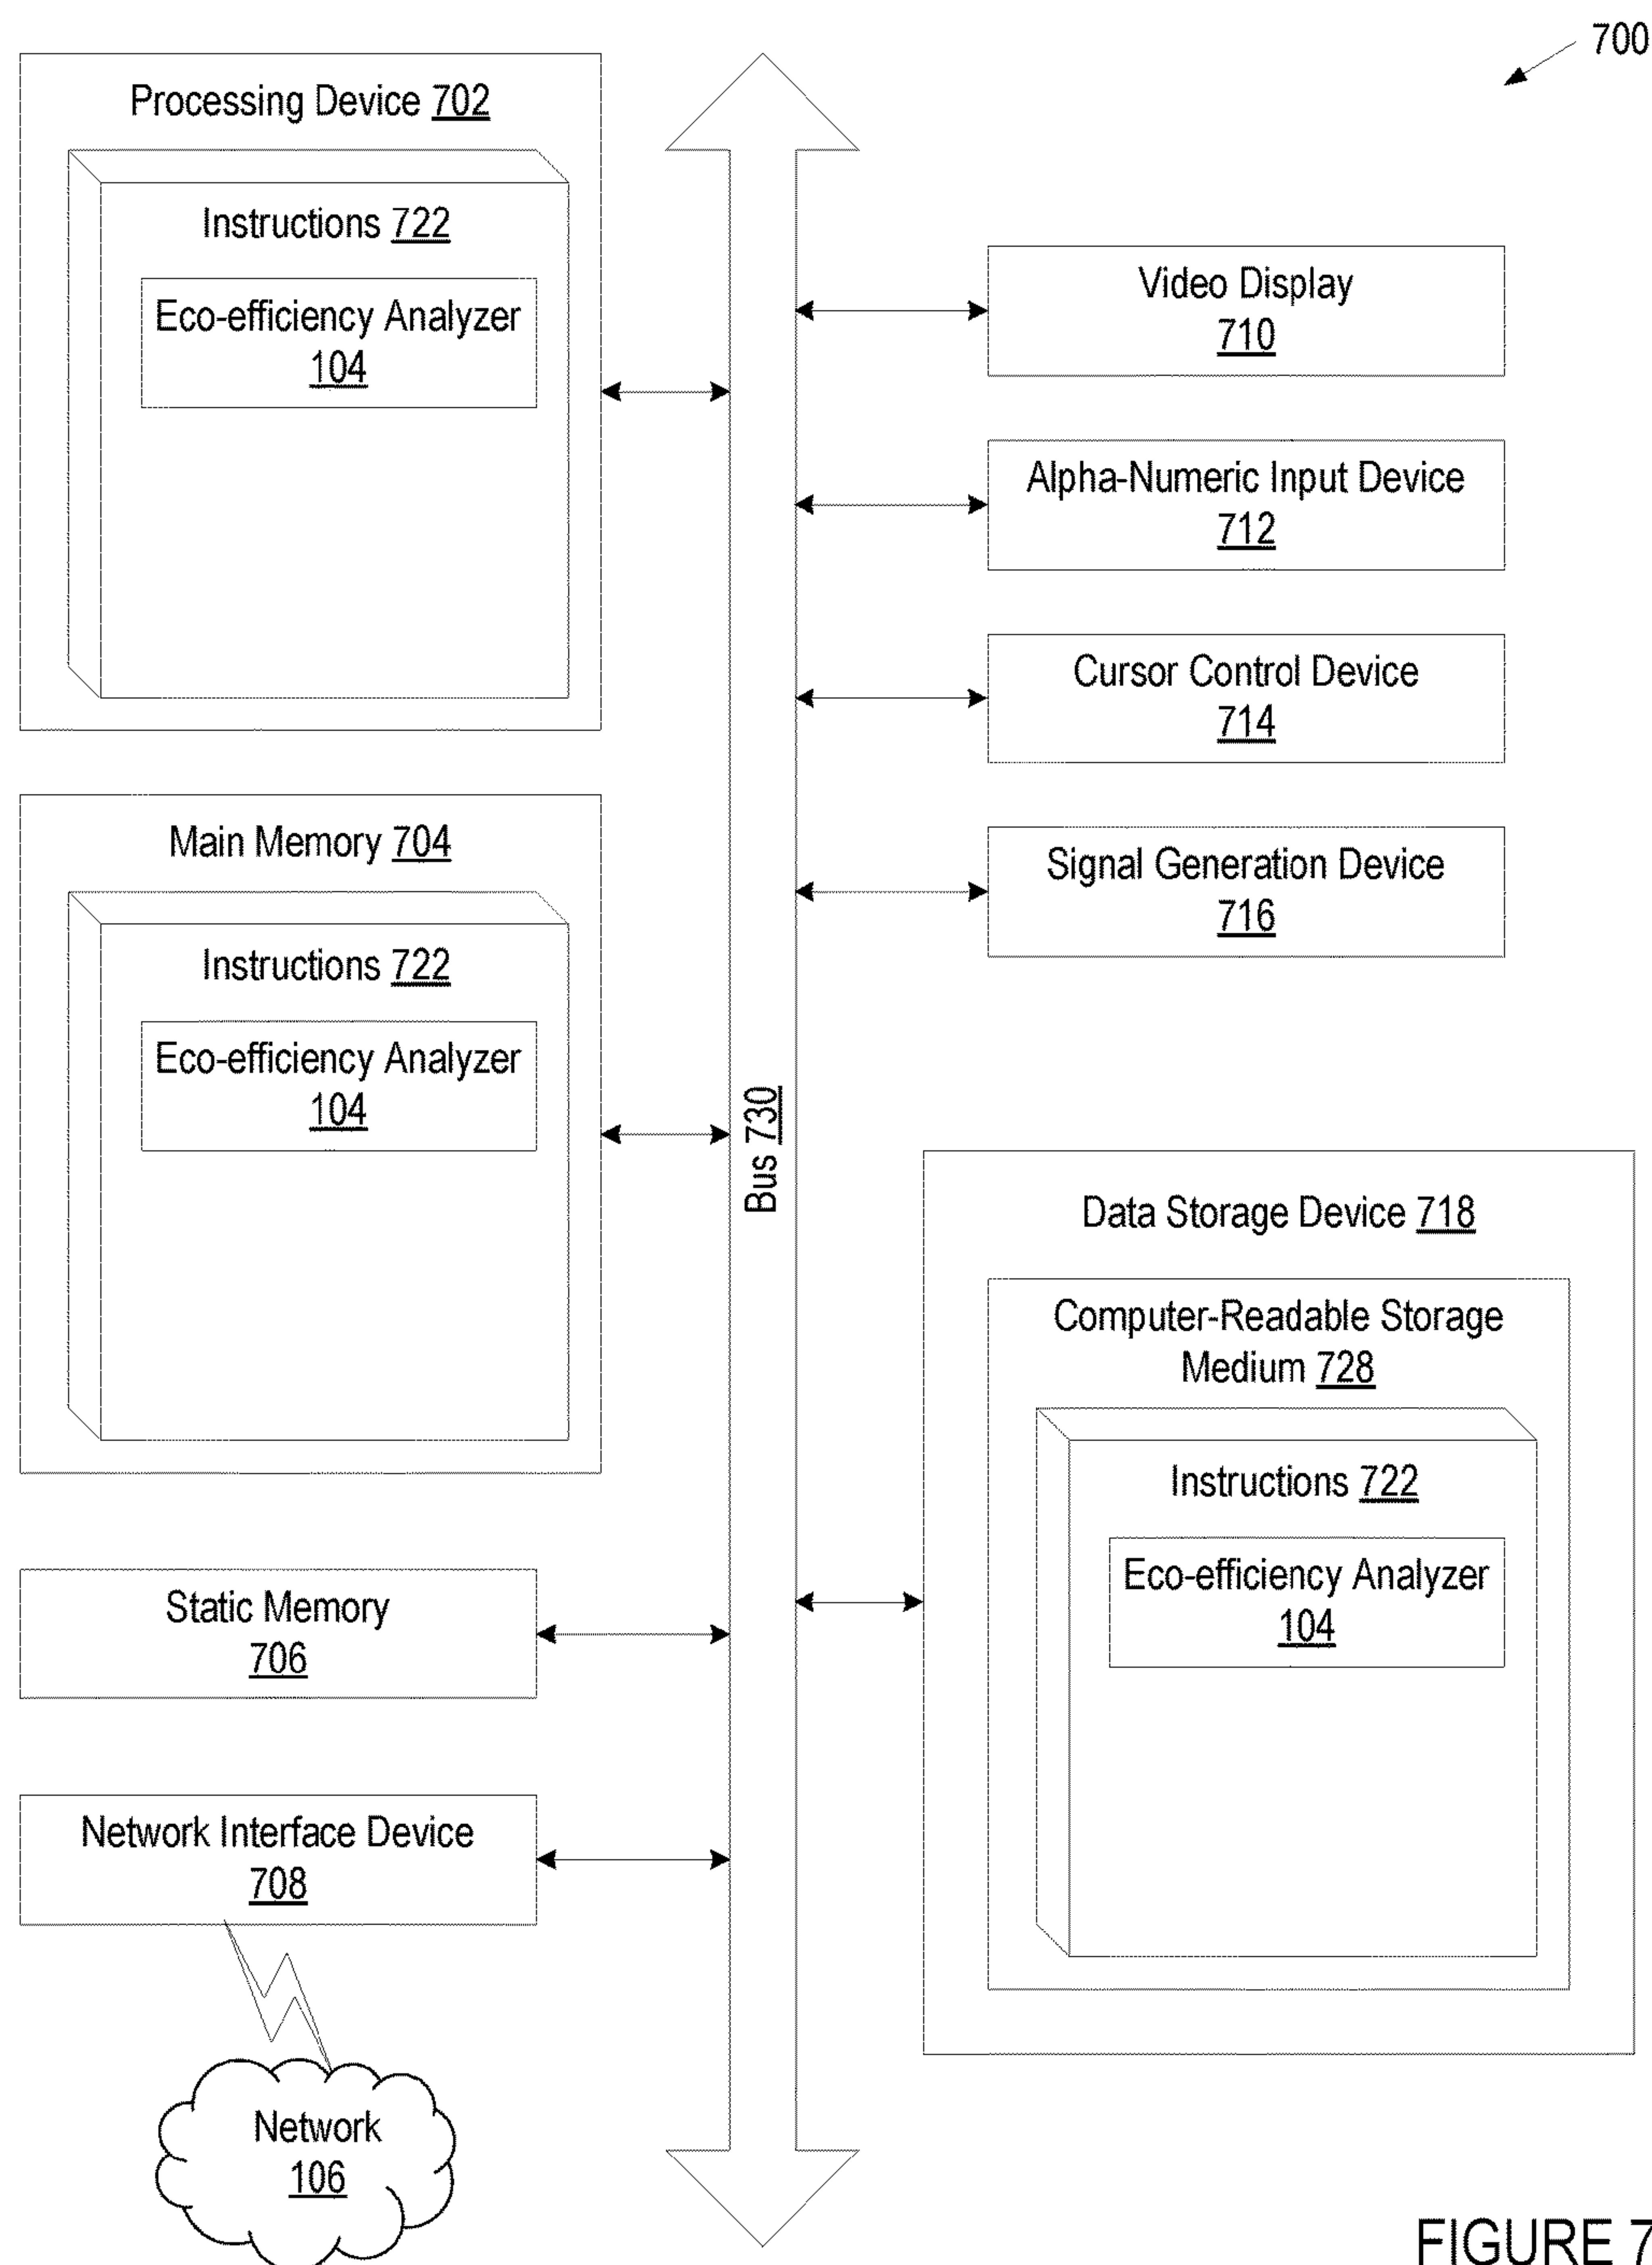 700
Processing Device 702
Instructions 722
Eco-efficiency Analyzer
104
Main Memory 704
Instructions 722
Eco-efficiency Analyzer
104
Static Memory
706
Network Interface Device
708
Network
106
Bus 730
Video Display
710
Alpha-Numeric Input Device
712
Cursor Control Device
714
Signal Generation Device
716
Data Storage Device 718
Computer-Readable Storage
Medium 728
Instructions 722
Eco-efficiency Analyzer
104
FIGURE 7